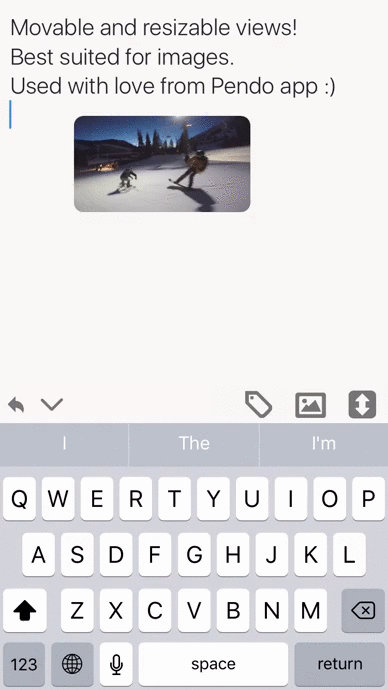 Movable and resizable views!
Best suited for images.
Used with love from Pendo app :)
I The I'm
Q W E R T Y U I O P
A S D F G H J K L
Z X C V B N M
123 space return